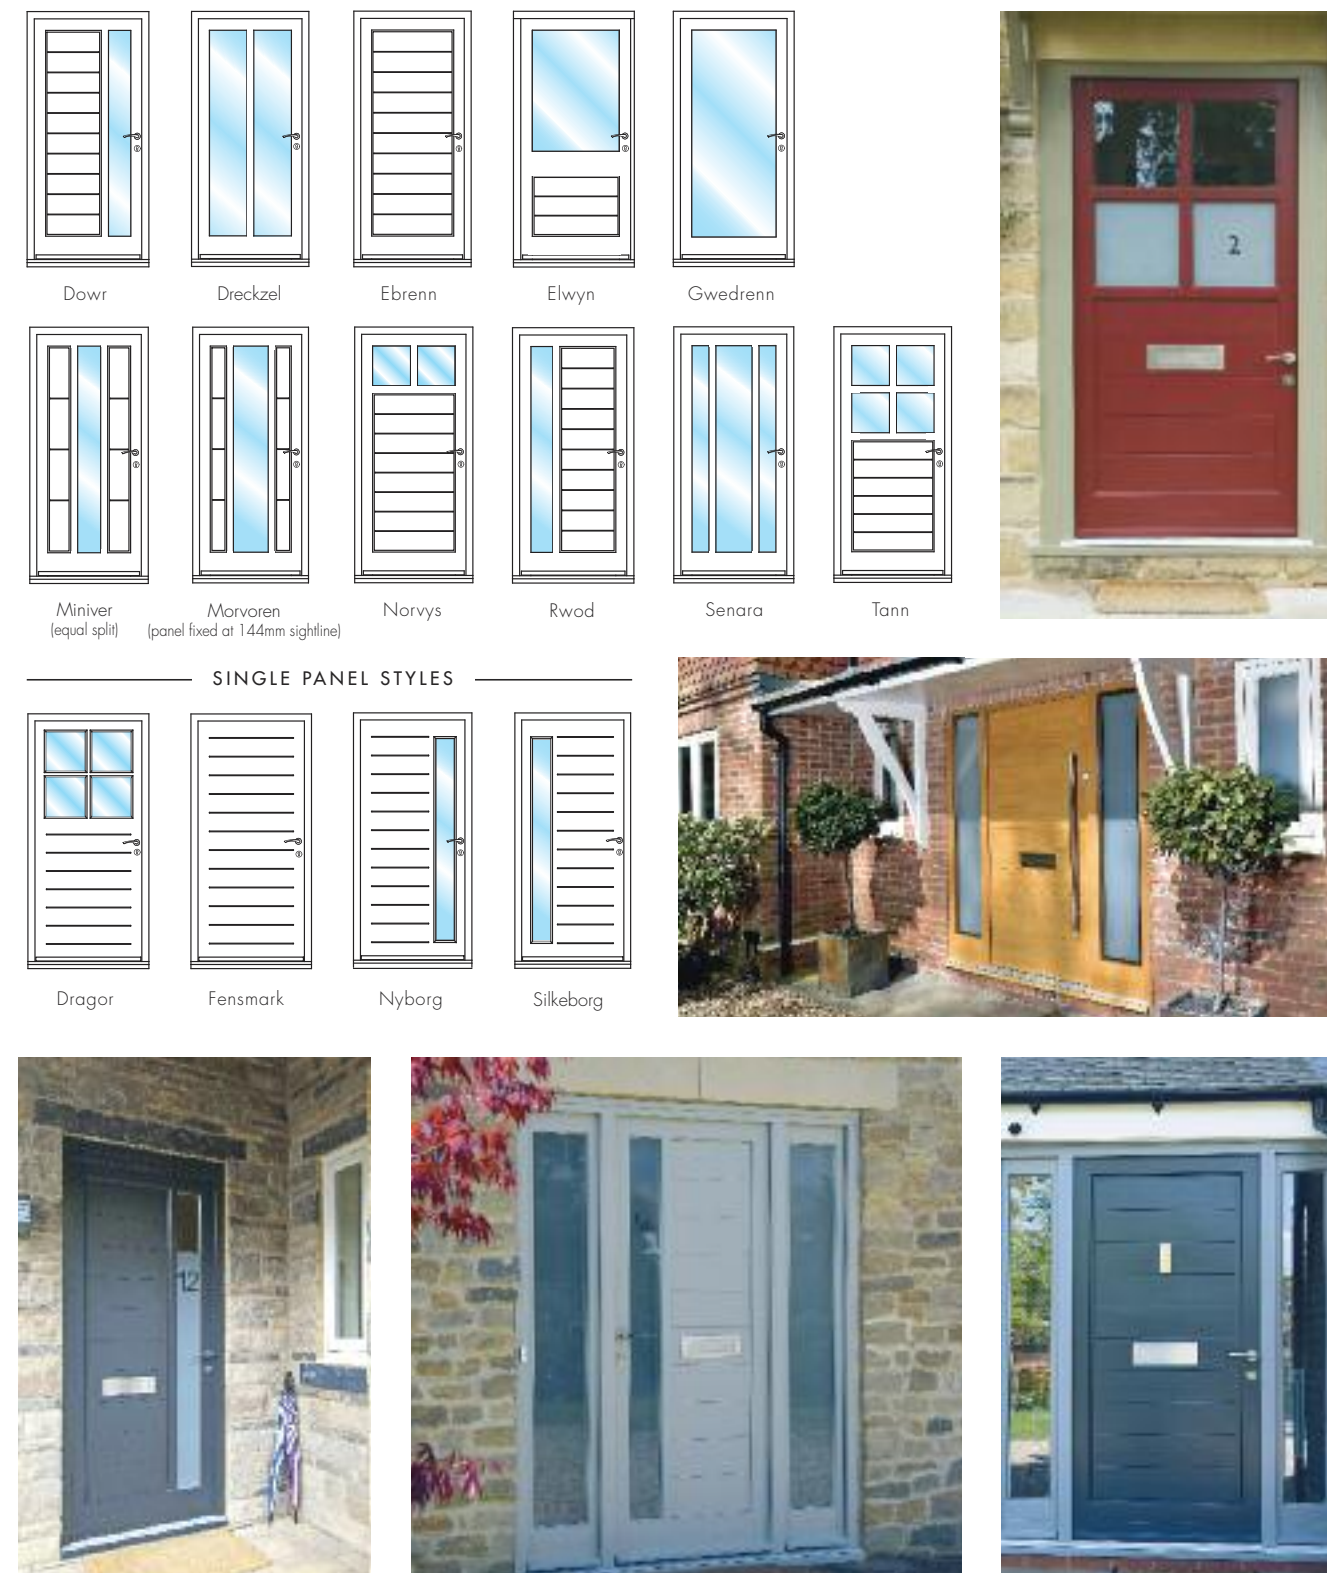 Dowr
Dreckzel
Ebrenn
Elwyn
Gwedrenn
Miniver
(equal split)
Morvoren
(panel fixed at 144mm sightline)
Norvys
Rwod
Senara
Tann
2
SINGLE PANEL STYLES
Dragor
Fensmark
Nyborg
Silkeborg
12